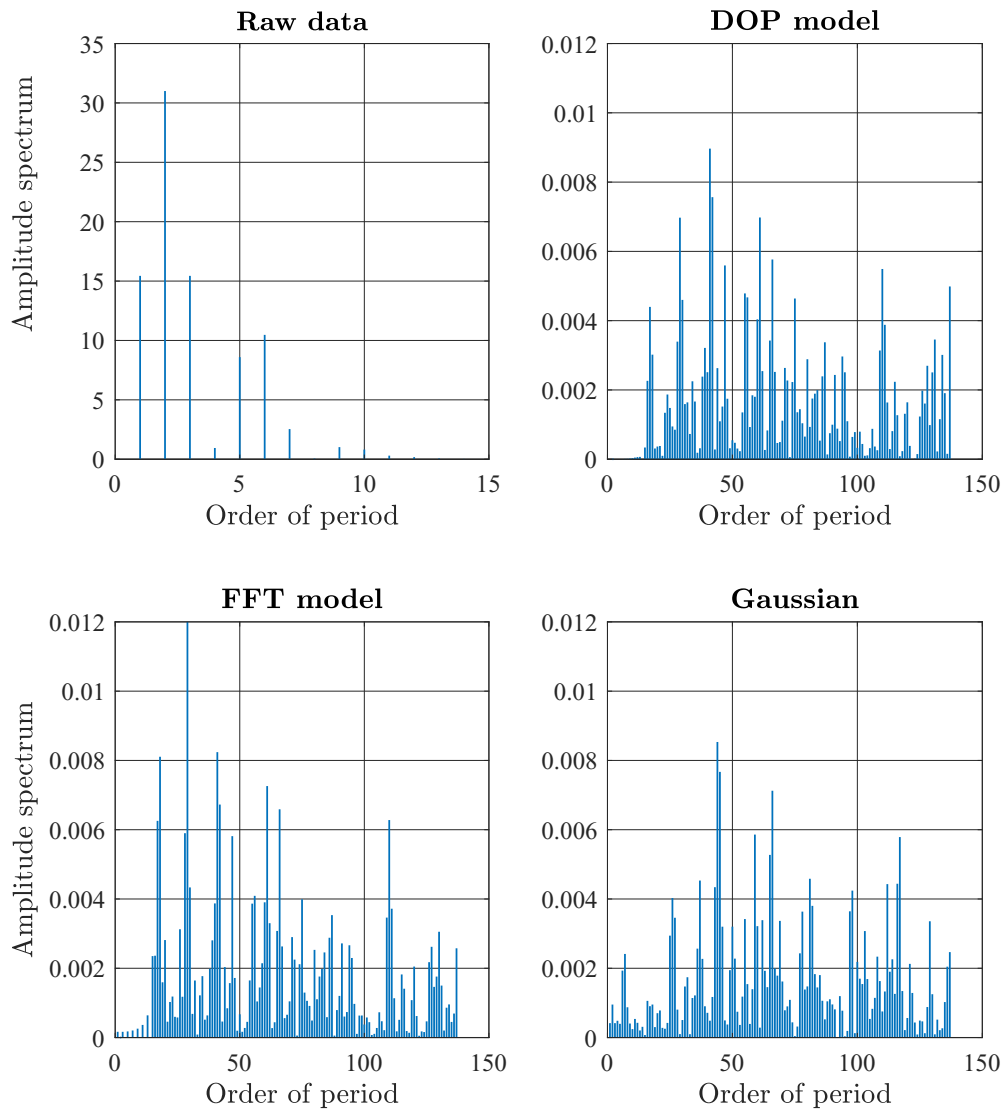 Raw data
Amplitude spectrum
35
30
25
20
15
10
5
0
0 5 10 15
Order of period
DOP model
0.012
0.01
0.008
0.006
0.004
0.002
0
0 50 100 150
Order of period
FFT model
Amplitude spectrum
0.012
0.01
0.008
0.006
0.004
0.002
0
0 50 100 150
Order of period
Gaussian
0.012
0.01
0.008
0.006
0.004
0.002
0
0 50 100 150
Order of period